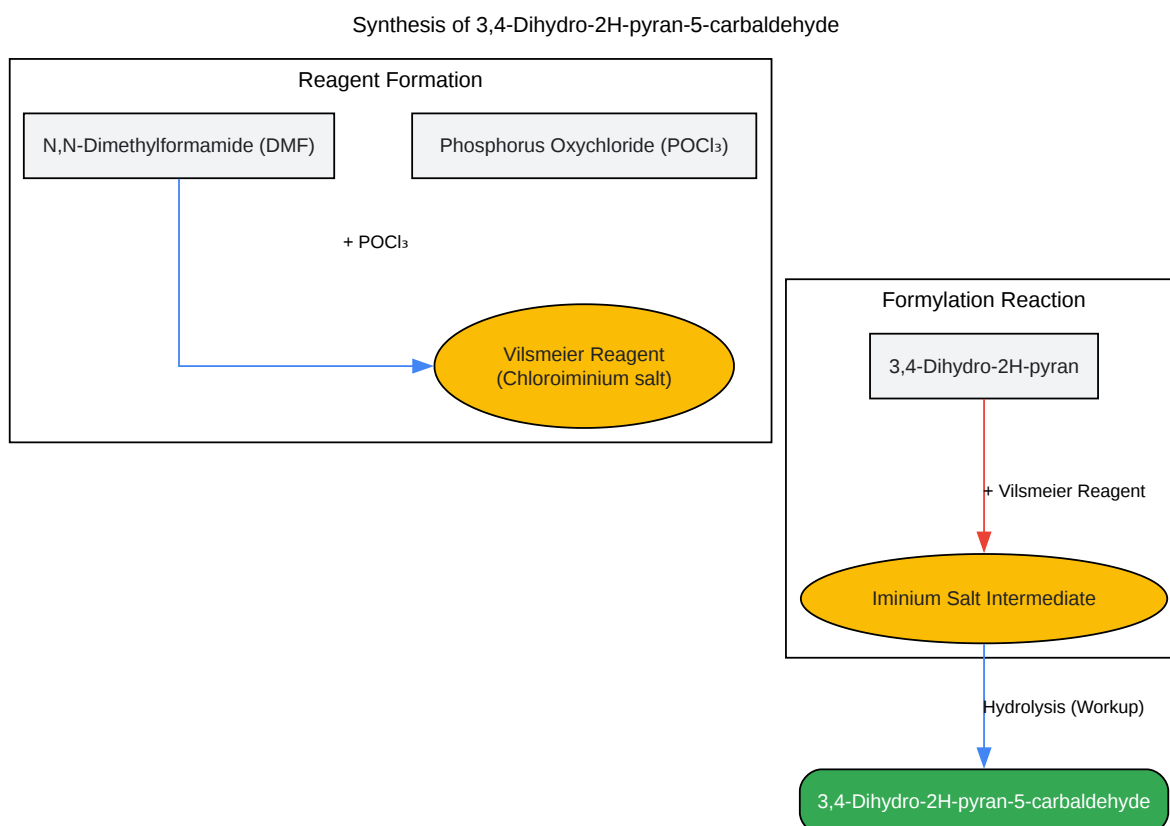 Synthesis of 3,4-Dihydro-2H-pyran-5-carbaldehyde
Reagent Formation
N,N-Dimethylformamide (DMF)
Phosphorus Oxychloride (POCl₃)
+ POCl₃
Vilsmeier Reagent
(Chloroiminium salt)
Formylation Reaction
3,4-Dihydro-2H-pyran
+ Vilsmeier Reagent
Iminium Salt Intermediate
Hydrolysis (Workup)
3,4-Dihydro-2H-pyran-5-carbaldehyde